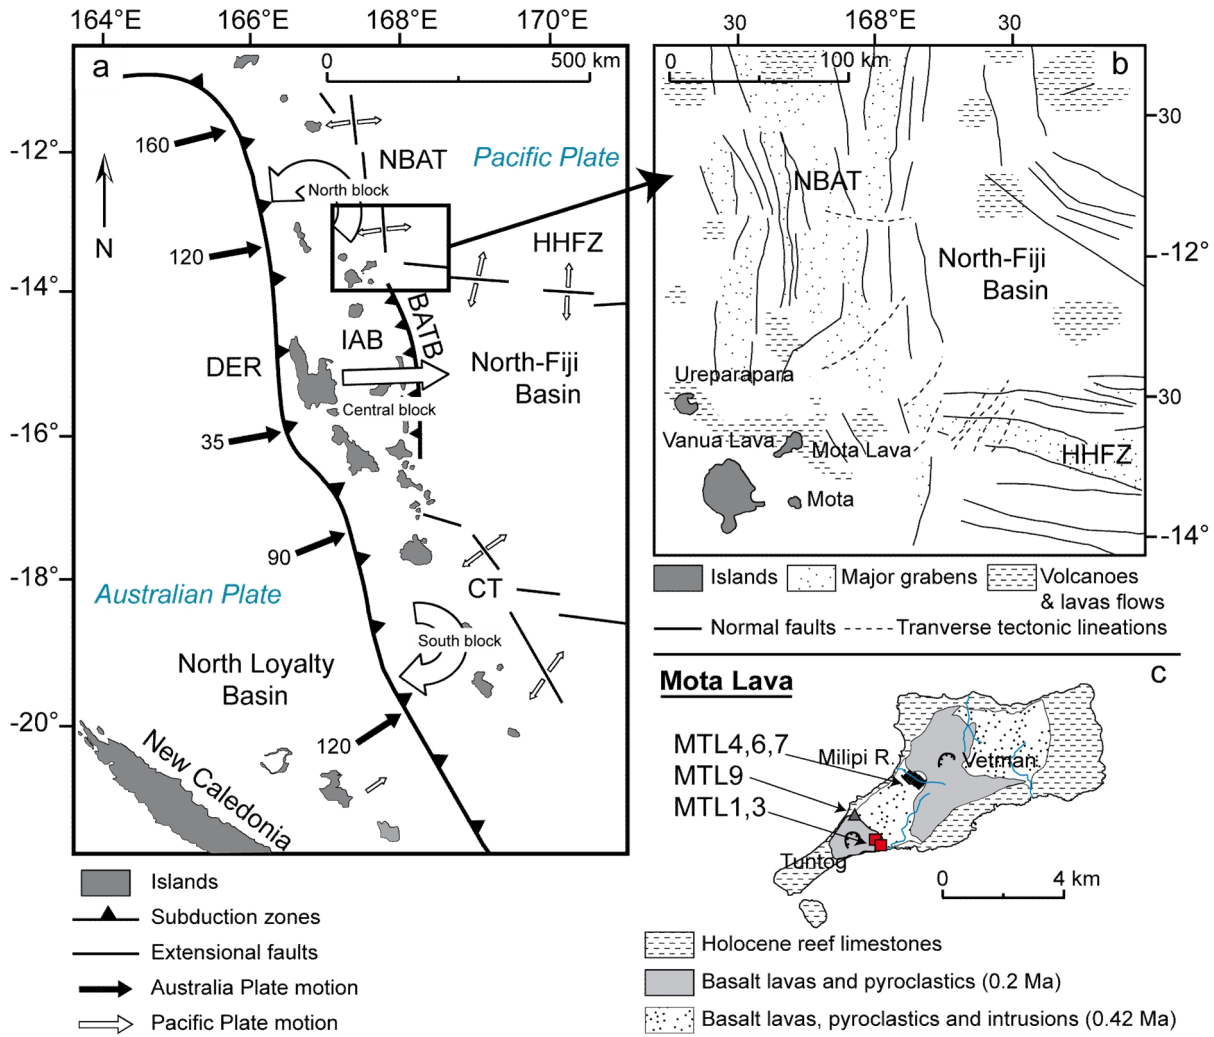 164°E 166°E 168°E 170°E
a
0 500 km
160
-12°
NBAT
Pacific Plate
North block
N
120
HHFZ
-14°
BATB
IAB
DER
North-Fiji
Basin
Central block
35
-16°
90
CT
-18°
Australian Plate
South block
North Loyalty
Basin
-20°
120
New Caledonia
Islands
Subduction zones
Extensional faults
Australia Plate motion
Pacific Plate motion
30 168°E 30
0 100 km
b
30
NBAT
North-Fiji
Basin
-12°
Ureparapara
30
Vanua Lava
Mota Lava
HHFZ
Mota
-14°
Islands
Major grabens
Volcanoes
& lavas flows
Normal faults
Tranverse tectonic lineations
c
Mota Lava
MTL4,6,7
Milipi R.
Vetman
MTL9
MTL1,3
Tuntog
0 4 km
Holocene reef limestones
Basalt lavas and pyroclastics (0.2 Ma)
Basalt lavas, pyroclastics and intrusions (0.42 Ma)